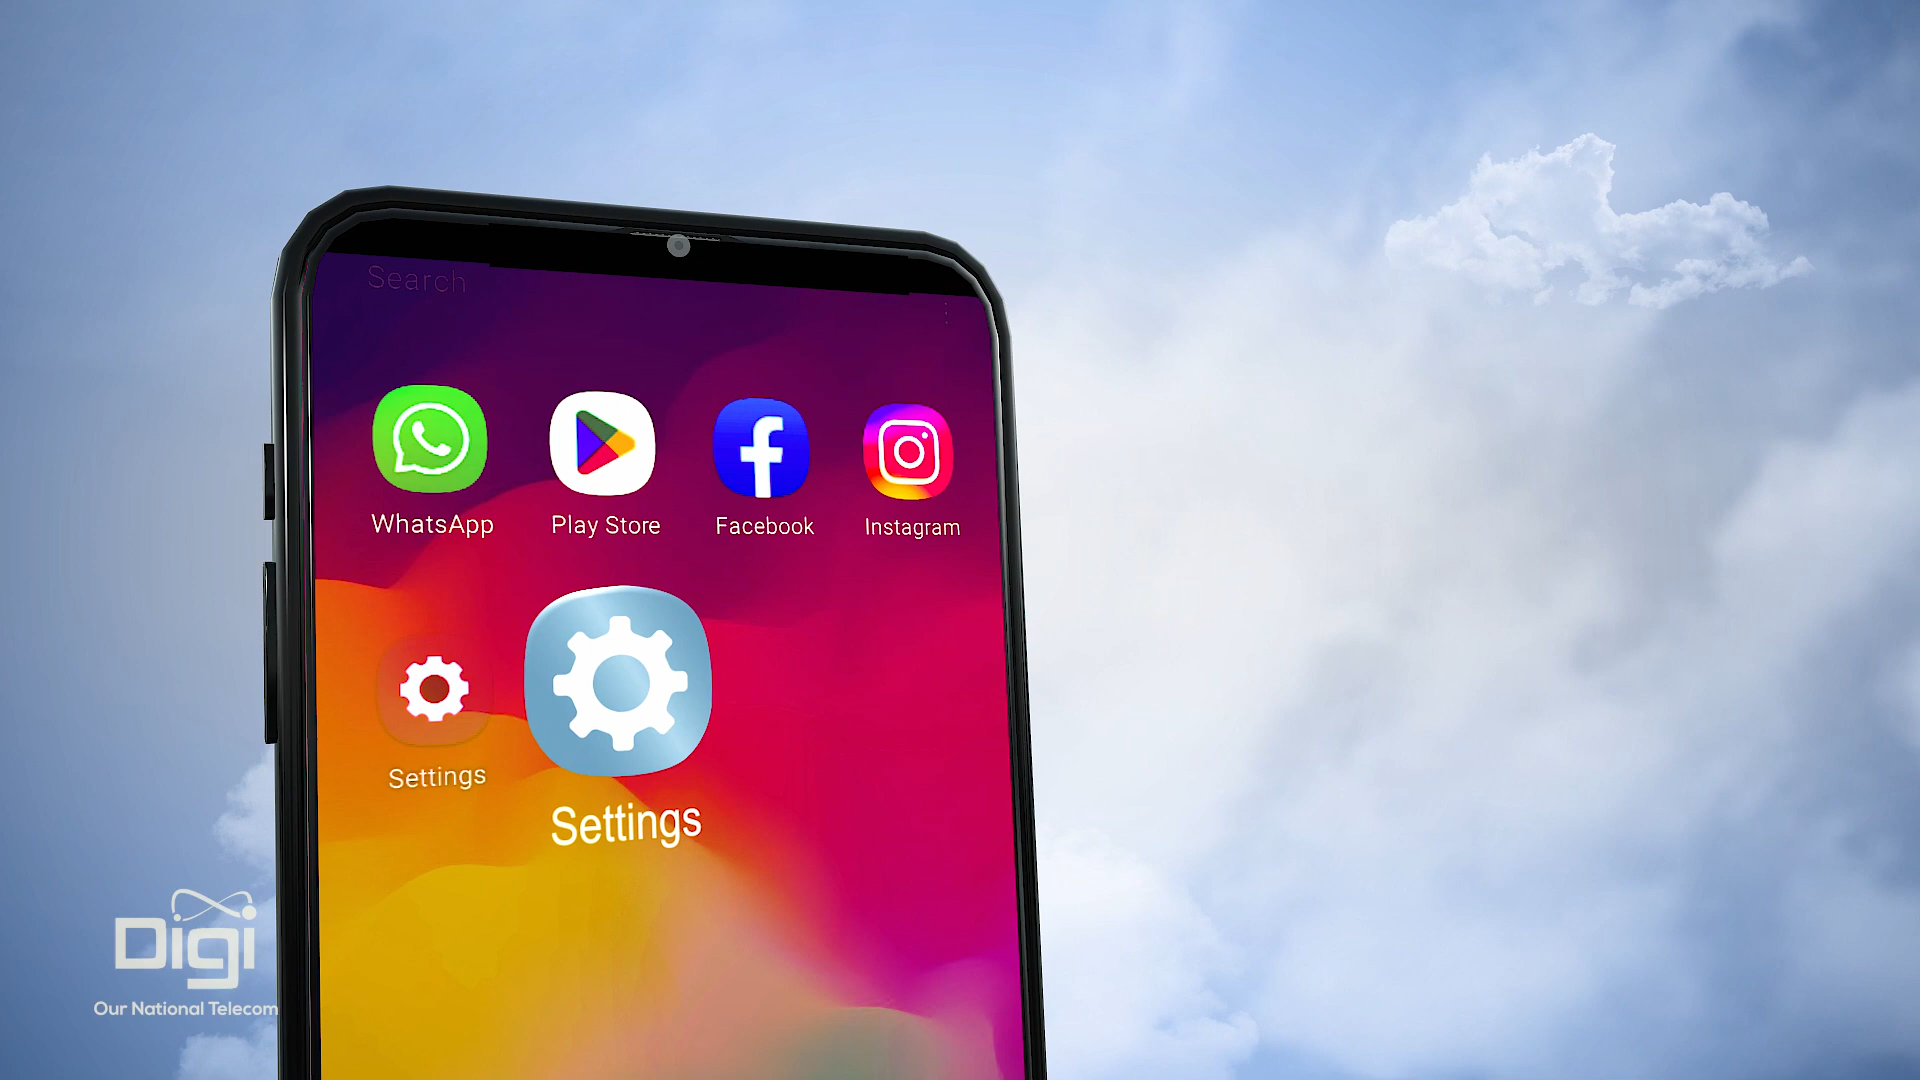 Search
WhatsApp
Play Store
Facebook
Instagram
Settings
Settings
Digi
Our National Telecom